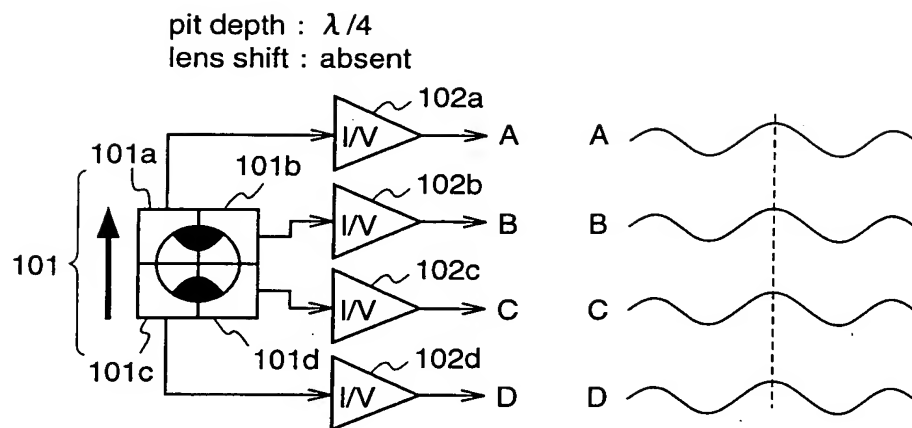 pit depth : λ/4
lens shift : absent
102a
I/V
A
A
101a
101b
102b
I/V
B
B
101
102c
I/V
C
C
101c
101d
102d
I/V
D
D